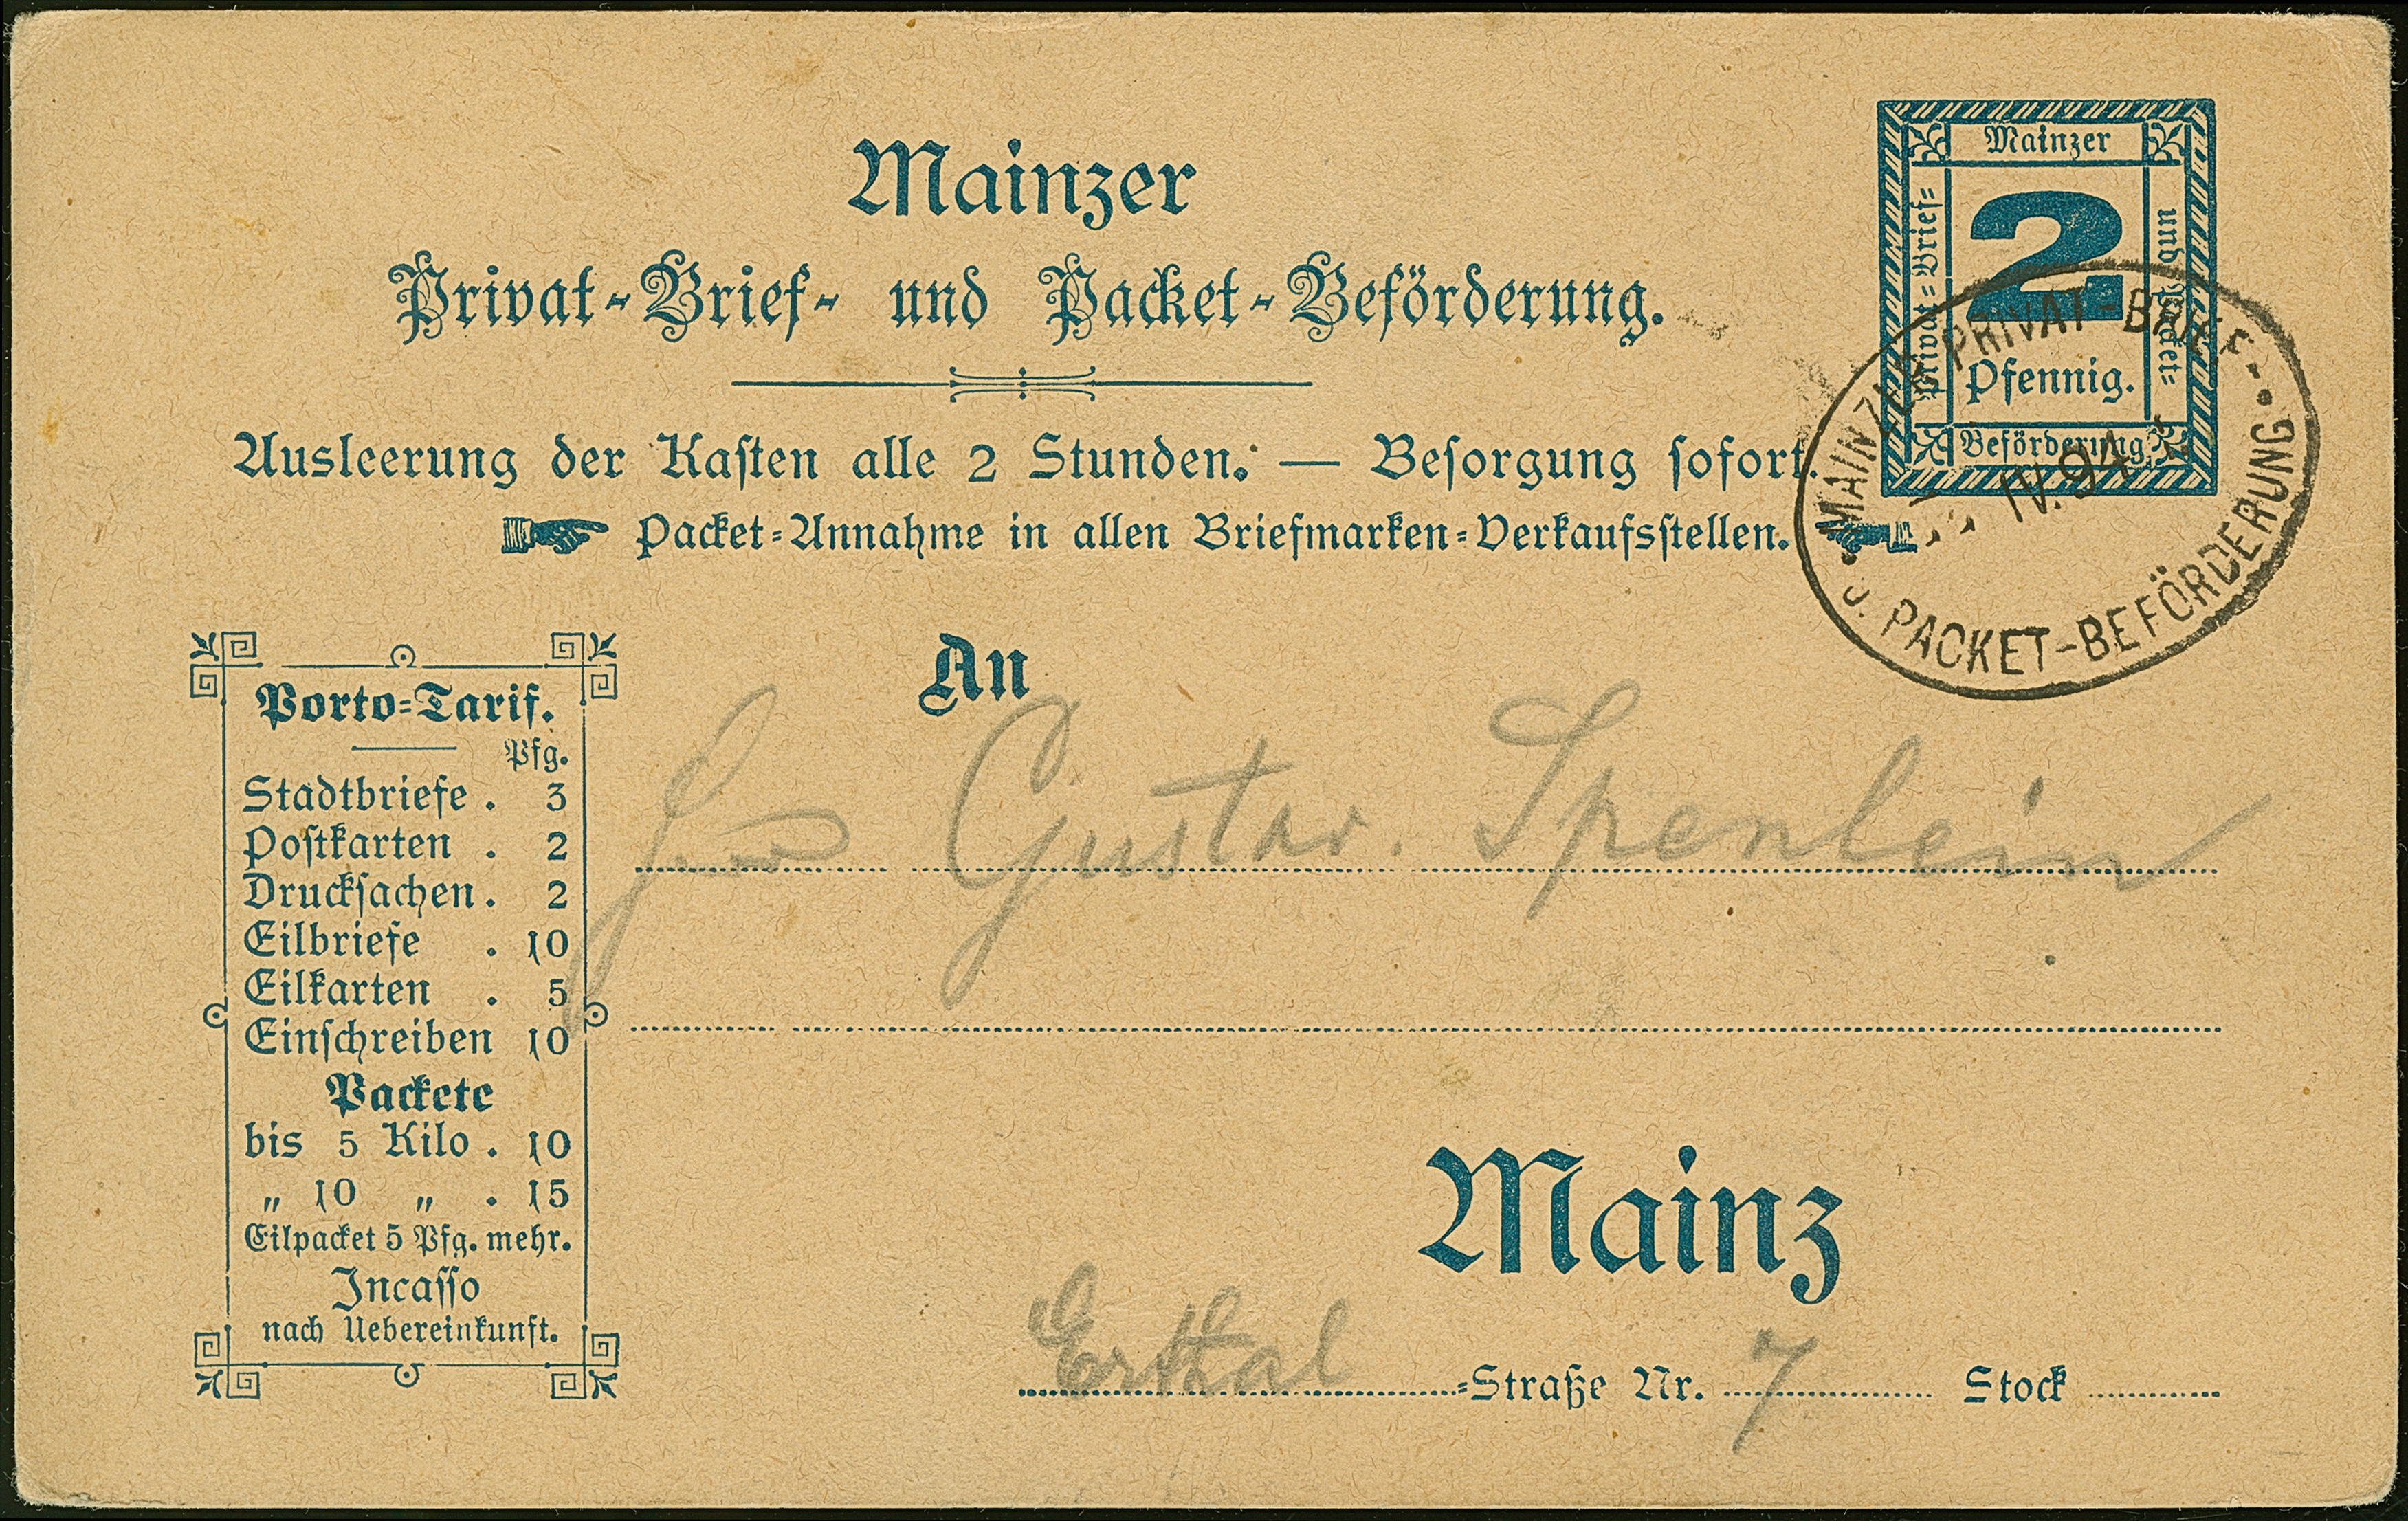 Mainzer
Privat-Brief- und Packet-Beförderung.
Ausleerung der Kasten alle 2 Stunden. — Besorgung sofort.
Packet-Annahme in allen Briefmarken-Verkaufsstellen.
Mainzer
Privat-Brief-
2
Pfennig.
und Packet-
Beförderung
MAINZER PRIVAT-BRIEF-
IV. 94
U. PACKET-BEFÖRDERUNG
Porto-Tarif.
Pfg.
Stadtbriefe . 3
Postkarten . 2
Drucksachen . 2
Eilbriefe . 10
Eilkarten . 5
Einschreiben 10
Packete
bis 5 Kilo . 10
„ 10 „ . 15
Eilpacket 5 Pfg. mehr.
Incasso
nach Uebereinkunft.
An
Gustav. Spenlein
Mainz
Erthal -Straße Nr. 7 Stock